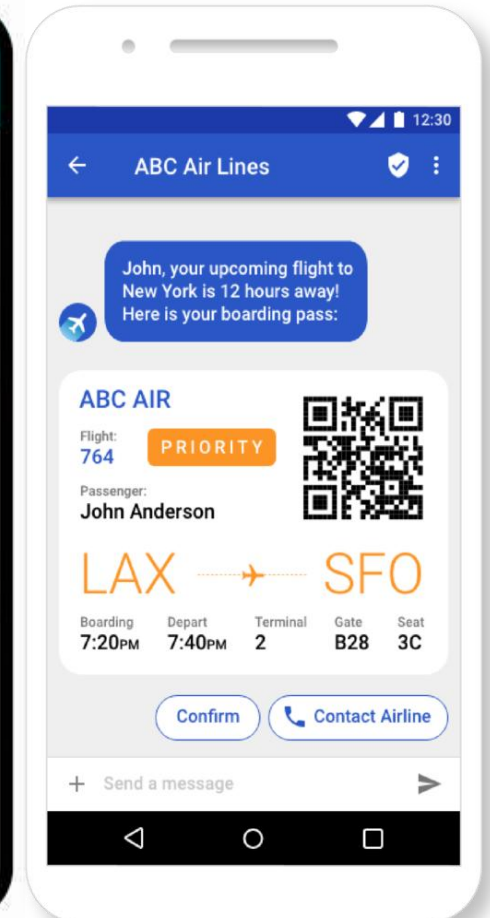 12:30
ABC Air Lines
John, your upcoming flight to
New York is 12 hours away!
Here is your boarding pass:
ABC AIR
Flight:
764
PRIORITY
Passenger:
John Anderson
LAX SFO
Boarding Depart Terminal Gate Seat
7:20PM 7:40PM 2 B28 3C
Confirm Contact Airline
+ Send a message